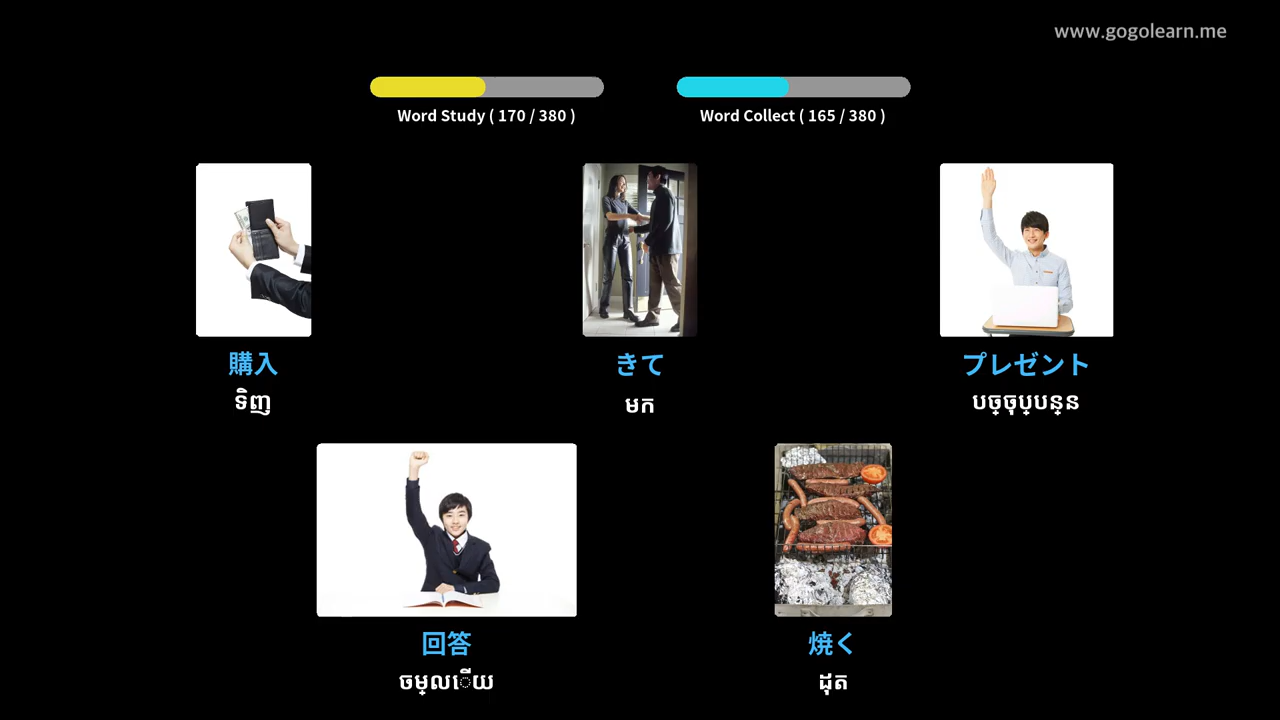 www.gogolearn.me
Word Study ( 170 / 380 )
Word Collect ( 165 / 380 )
購入
ទិញ
きて
មក
プレゼント
បច្ចុប្បន្ន
回答
ចម្លើយ
焼く
ដុត